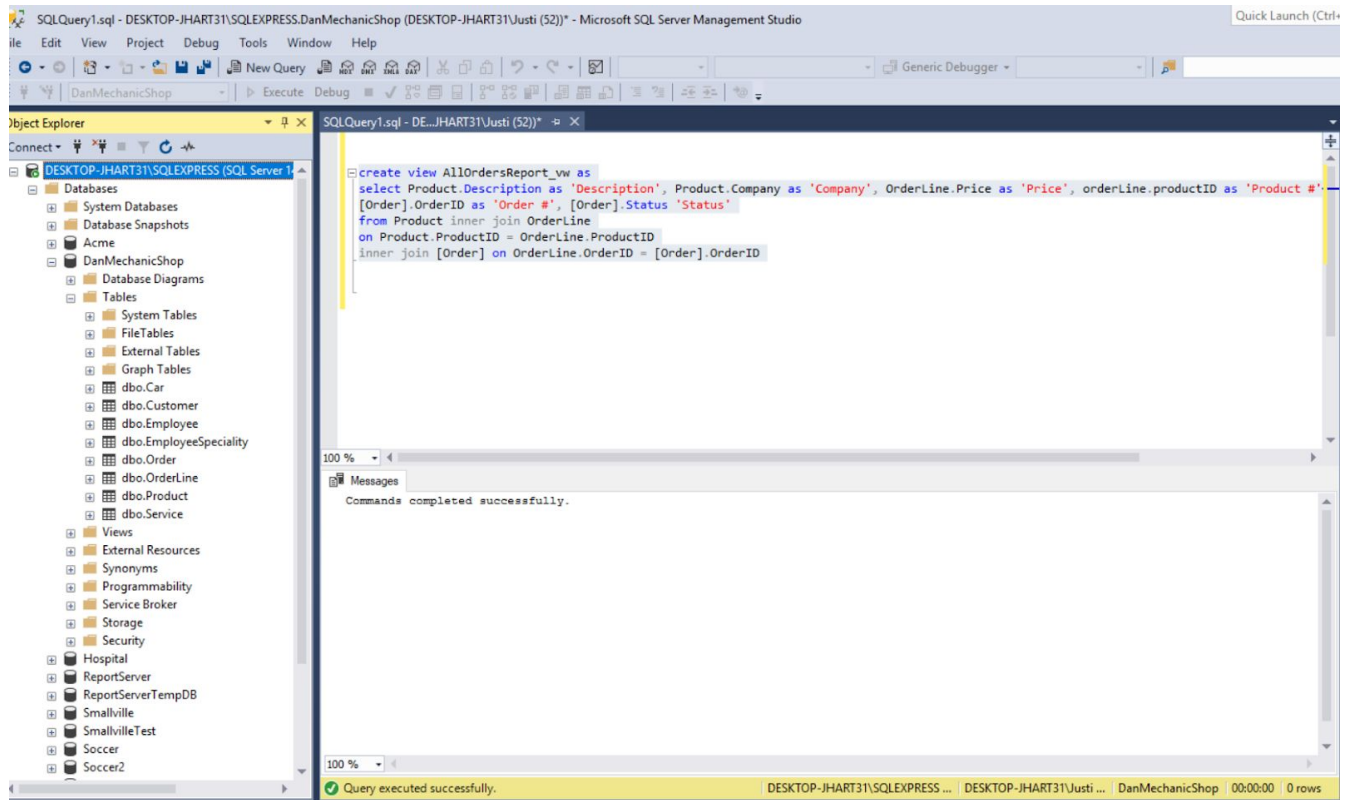 SQLQuery1.sql - DESKTOP-JHART31\SQLEXPRESS.DanMechanicShop (DESKTOP-JHART31\Justi (52))* - Microsoft SQL Server Management Studio
Quick Launch (Ctrl+
ile Edit View Project Debug Tools Window Help
New Query
Generic Debugger
DanMechanicShop
Execute Debug
Object Explorer
SQLQuery1.sql - DE...JHART31\Justi (52))*
Connect
DESKTOP-JHART31\SQLEXPRESS (SQL Server 14
Databases
System Databases
Database Snapshots
Acme
DanMechanicShop
Database Diagrams
Tables
System Tables
FileTables
External Tables
Graph Tables
dbo.Car
dbo.Customer
dbo.Employee
dbo.EmployeeSpeciality
dbo.Order
dbo.OrderLine
dbo.Product
dbo.Service
Views
External Resources
Synonyms
Programmability
Service Broker
Storage
Security
Hospital
ReportServer
ReportServerTempDB
Smallville
SmallvilleTest
Soccer
Soccer2
create view AllOrdersReport_vw as
select Product.Description as 'Description', Product.Company as 'Company', OrderLine.Price as 'Price', orderLine.productID as 'Product #'
[Order].OrderID as 'Order #', [Order].Status 'Status'
from Product inner join OrderLine
on Product.ProductID = OrderLine.ProductID
inner join [Order] on OrderLine.OrderID = [Order].OrderID
100 %
Messages
Commands completed successfully.
100 %
Query executed successfully.
DESKTOP-JHART31\SQLEXPRESS ... DESKTOP-JHART31\Justi ... DanMechanicShop 00:00:00 0 rows